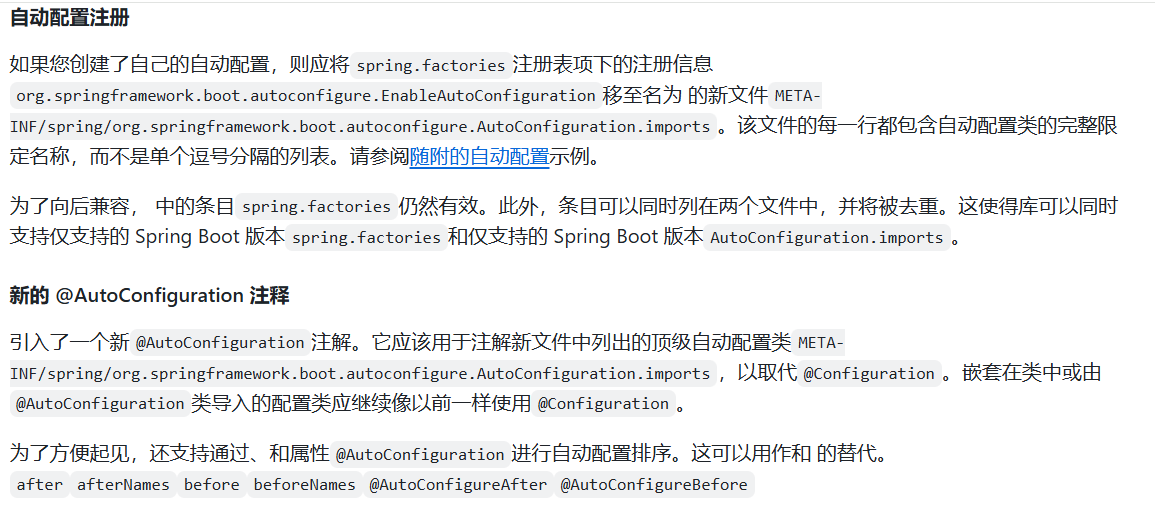 自动配置注册
如果您创建了自己的自动配置，则应将 spring.factories 注册表项下的注册信息
org.springframework.boot.autoconfigure.EnableAutoConfiguration 移至名为 的新文件 META-
INF/spring/org.springframework.boot.autoconfigure.AutoConfiguration.imports 。该文件的每一行都包含自动配置类的完整限
定名称，而不是单个逗号分隔的列表。请参阅随附的自动配置示例。
为了向后兼容， 中的条目 spring.factories 仍然有效。此外，条目可以同时列在两个文件中，并将被去重。这使得库可以同时
支持仅支持的 Spring Boot 版本 spring.factories 和仅支持的 Spring Boot 版本 AutoConfiguration.imports 。
新的 @AutoConfiguration 注释
引入了一个新 @AutoConfiguration 注解。它应该用于注解新文件中列出的顶级自动配置类 META-
INF/spring/org.springframework.boot.autoconfigure.AutoConfiguration.imports ，以取代 @Configuration 。嵌套在类中或由
@AutoConfiguration 类导入的配置类应继续像以前一样使用 @Configuration 。
为了方便起见，还支持通过、和属性 @AutoConfiguration 进行自动配置排序。这可以用作和 的替代。
after afterNames before beforeNames @AutoConfigureAfter @AutoConfigureBefore